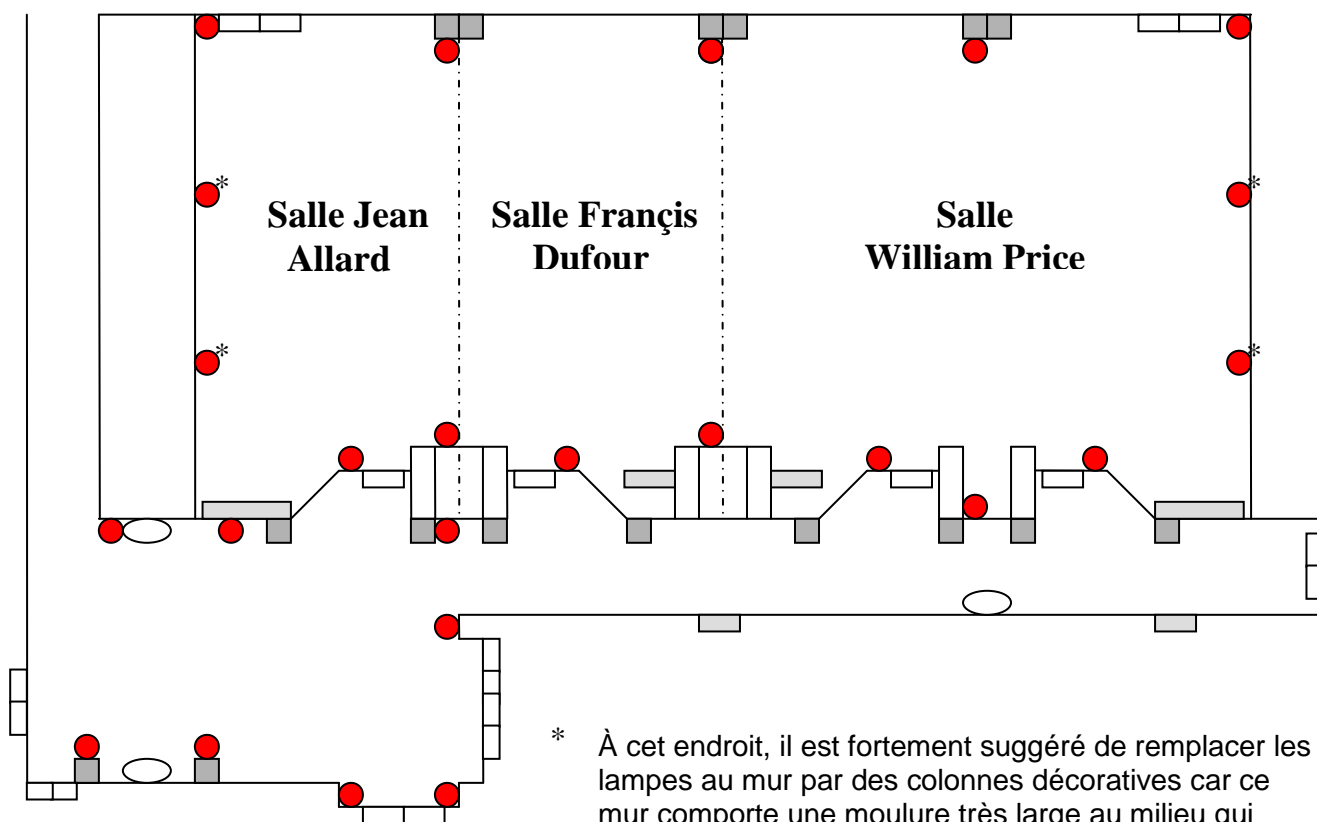 Salle Jean
Allard
Salle Françis
Dufour
Salle
William Price
*
*
*
*
* À cet endroit, il est fortement suggéré de remplacer les
lampes au mur par des colonnes décoratives car ce
mur comporte une moulure très large au milieu qui